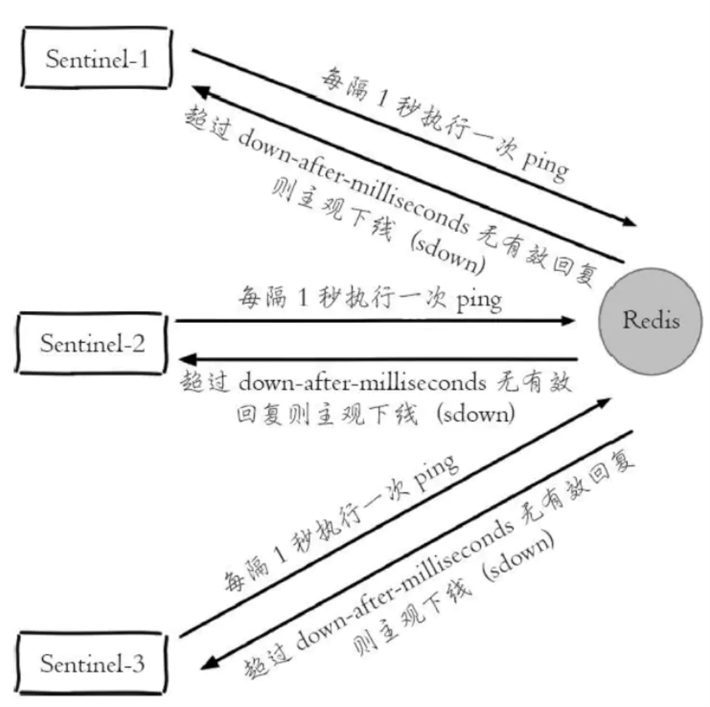 Sentinel-1
每隔 1 秒执行一次 ping
超过 down-after-milliseconds 无有效回复
则主观下线 (sdown)
每隔 1 秒执行一次 ping
Sentinel-2
Redis
超过 down-after-milliseconds 无有效
回复则主观下线 (sdown)
每隔 1 秒执行一次 ping
超过 down-after-milliseconds 无有效回复
则主观下线 (sdown)
Sentinel-3